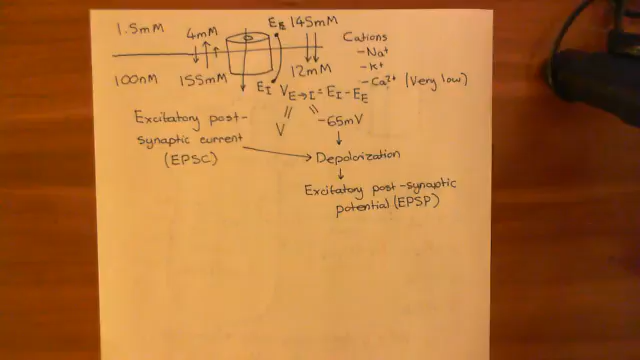 1.5mM
4mM
E_E
145mM
100nM
155mM
12mM
E_I
Cations
- Na⁺
- K⁺
- Ca²⁺ (Very low)
V_E→I = E_I - E_E
V
-65mV
Excitatory post-
synaptic current
(EPSC)
Depolarization
Excitatory post-synaptic
potential (EPSP)